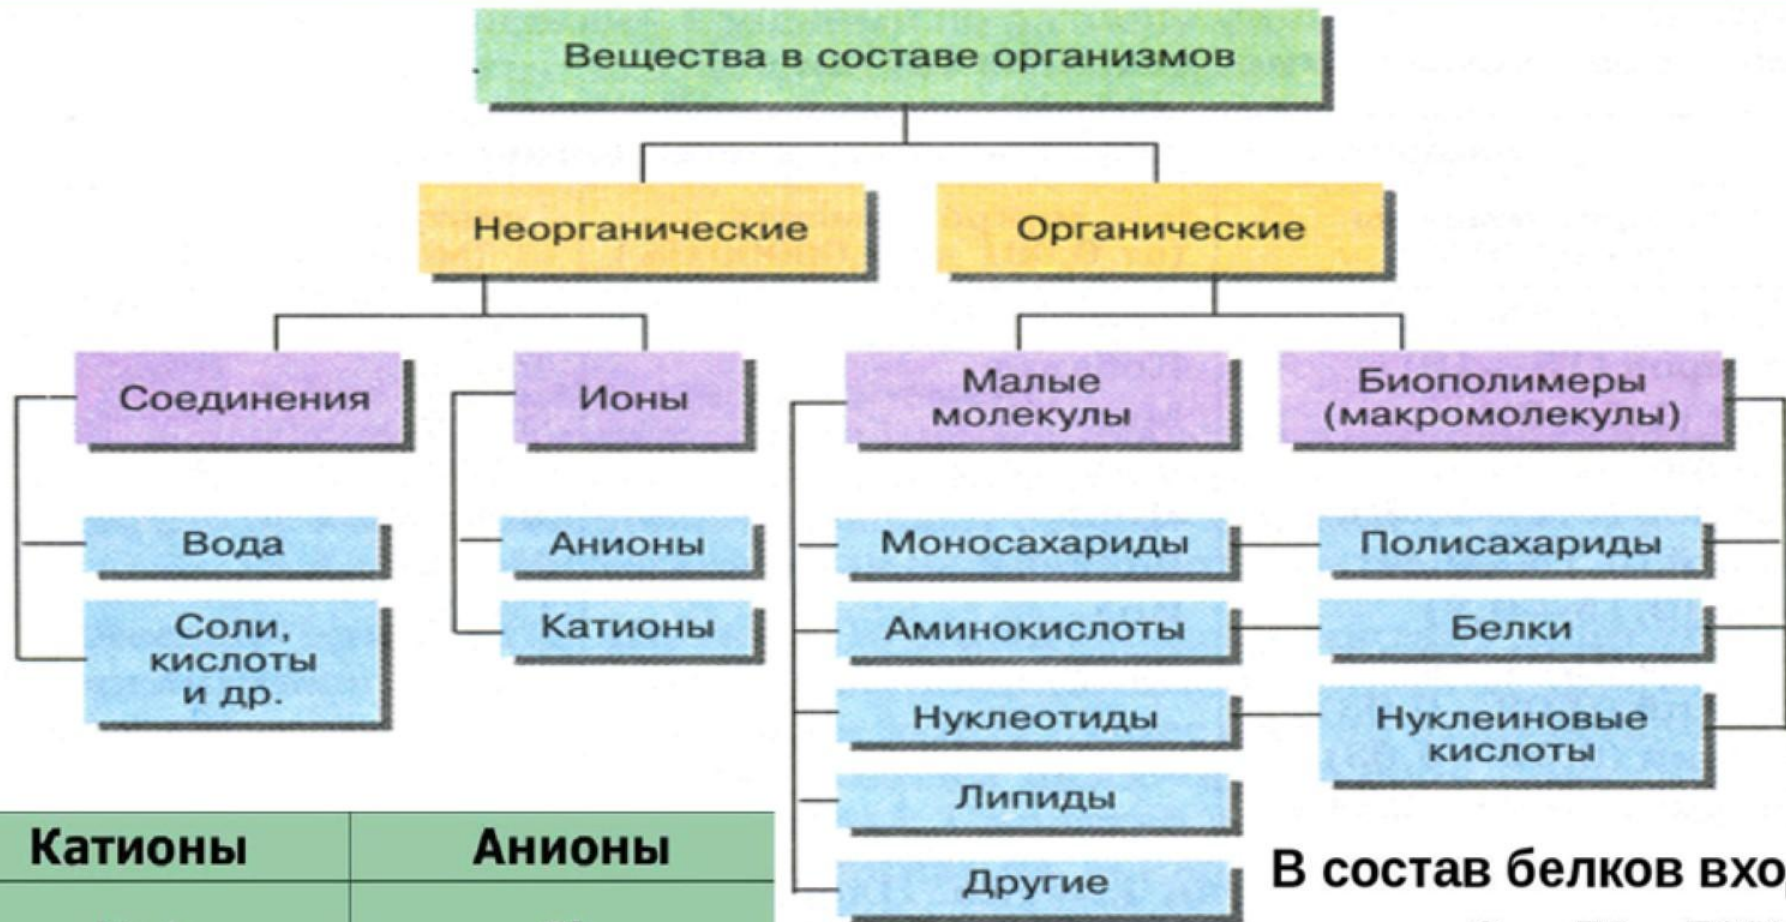 Вещества в составе организмов
Неорганические
Органические
Соединения
Ионы
Малые
молекулы
Биополимеры
(макромолекулы)
Вода
Анионы
Моносахариды
Полисахариды
Соли,
кислоты
и др.
Катионы
Аминокислоты
Белки
Нуклеотиды
Нуклеиновые
кислоты
Липиды
Другие
Катионы
Анионы
В состав белков вхо